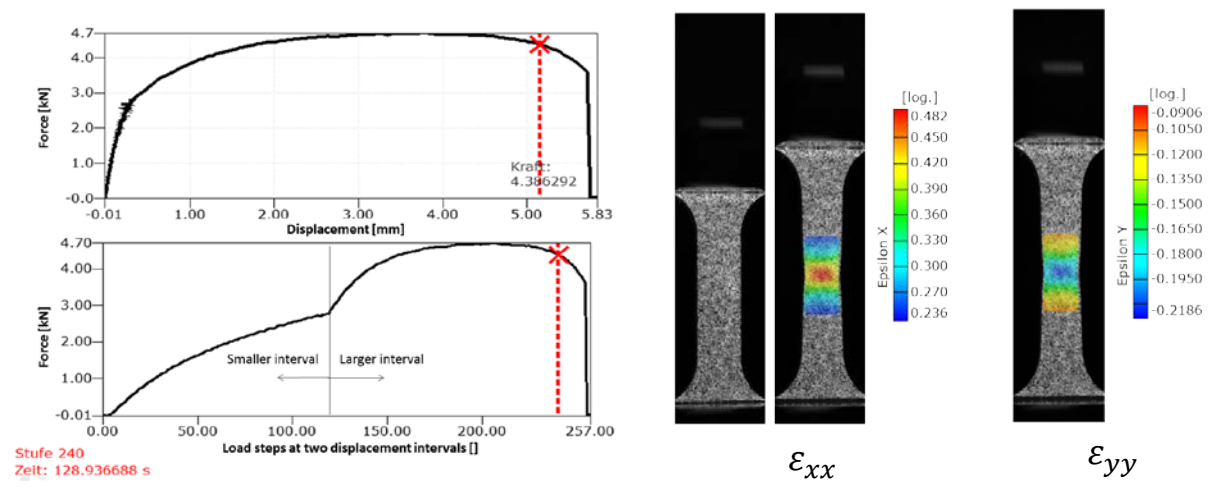 4.7
4.0
3.0
2.0
1.0
-0.0
Force [kN]
Kraft:
4.386292
-0.01 1.00 2.00 3.00 4.00 5.00 5.83
Displacement [mm]
4.70
4.00
3.00
2.00
1.00
-0.01
Force [kN]
Smaller interval Larger interval
0.00 50.00 100.00 150.00 200.00 257.00
Load steps at two displacement intervals []
Stufe 240
Zeit: 128.936688 s
[log.]
0.482
0.450
0.420
0.390
0.360
0.330
0.300
0.270
0.236
Epsilon X
εxx
[log.]
-0.0906
-0.1050
-0.1200
-0.1350
-0.1500
-0.1650
-0.1800
-0.1950
-0.2186
Epsilon Y
εyy